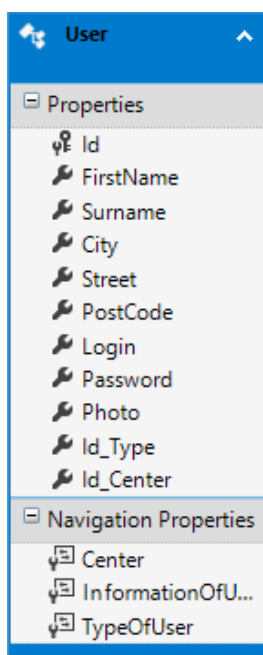 User
Properties
Id
FirstName
Surname
City
Street
PostCode
Login
Password
Photo
Id_Type
Id_Center
Navigation Properties
Center
InformationOfU...
TypeOfUser